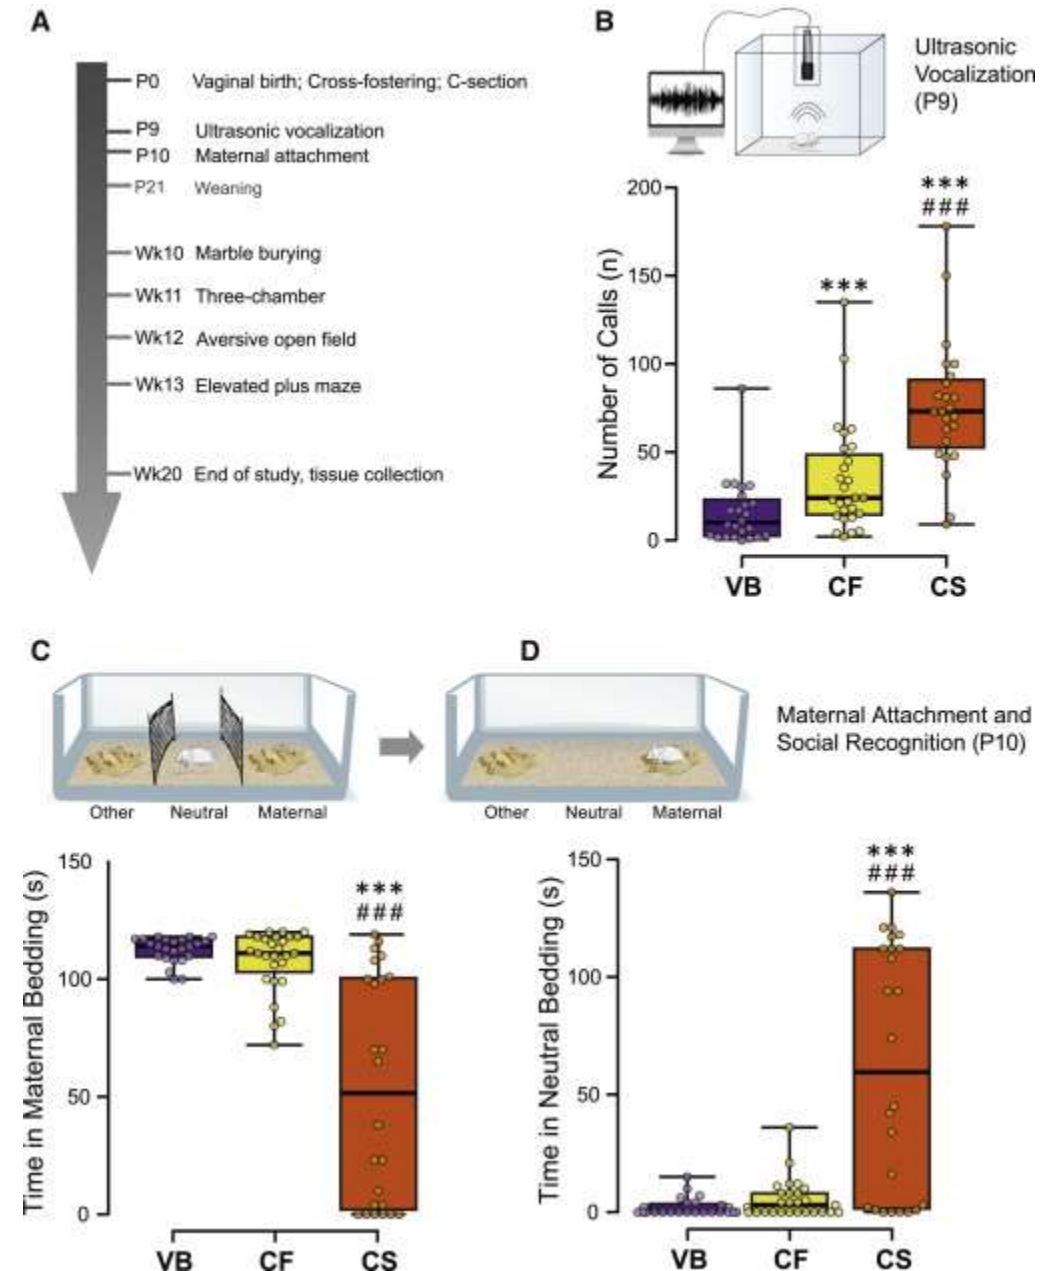 A
P0 Vaginal birth; Cross-fostering; C-section
P9 Ultrasonic vocalization
P10 Maternal attachment
P21 Weaning
Wk10 Marble burying
Wk11 Three-chamber
Wk12 Aversive open field
Wk13 Elevated plus maze
Wk20 End of study, tissue collection
B
Ultrasonic
Vocalization
(P9)
Number of Calls (n)
200
150
100
50
0
***
***
###
VB CF CS
C
Other Neutral Maternal
D
Other Neutral Maternal
Maternal Attachment and
Social Recognition (P10)
Time in Maternal Bedding (s)
150
100
50
0
***
###
VB CF CS
Time in Neutral Bedding (s)
150
100
50
0
***
###
VB CF CS